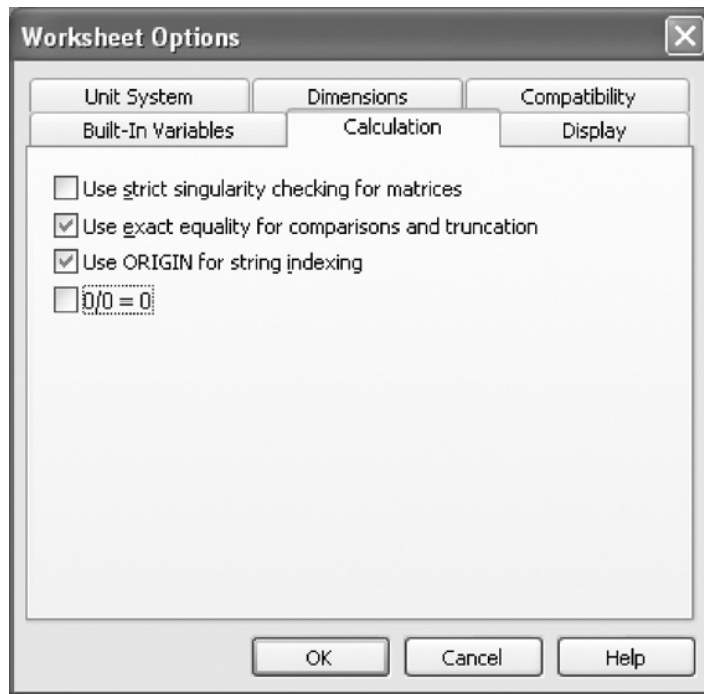 Worksheet Options
Unit System Dimensions Compatibility
Built-In Variables Calculation Display
Use strict singularity checking for matrices
Use exact equality for comparisons and truncation
Use ORIGIN for string indexing
0/0 = 0
OK Cancel Help